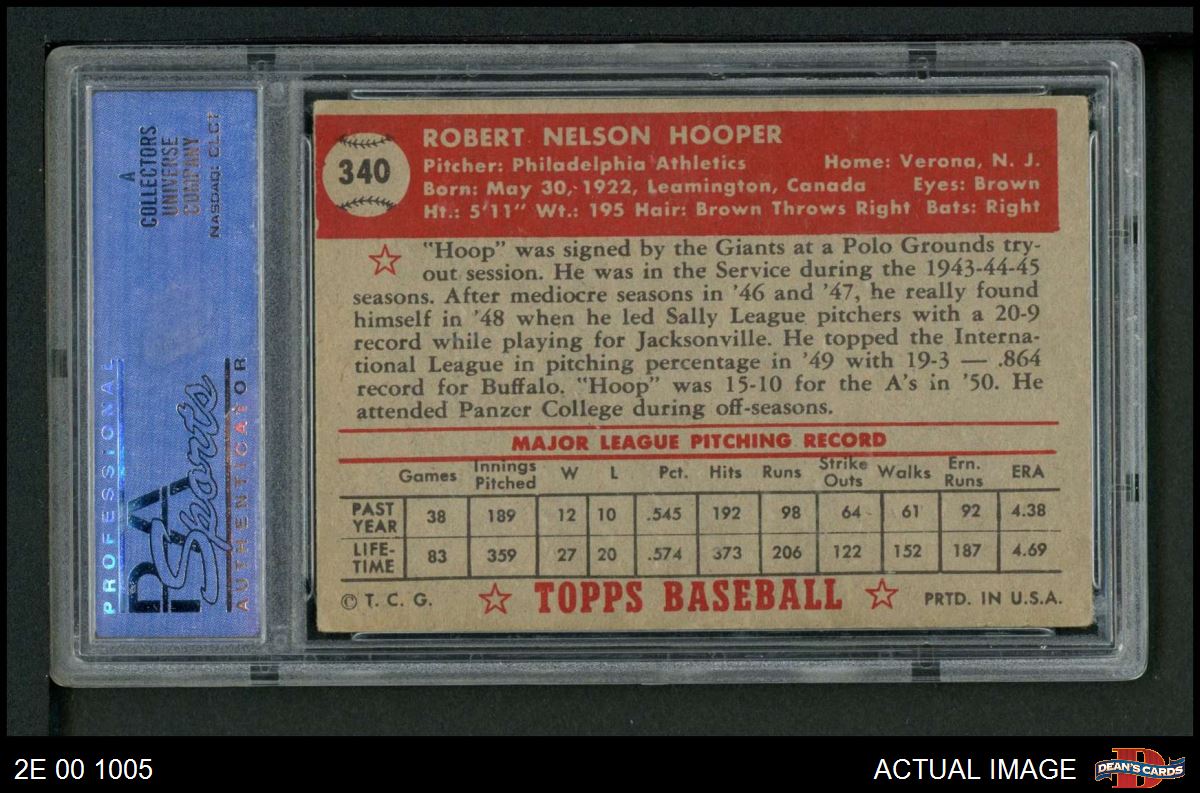 A
COLLECTORS
UNIVERSE
COMPANY
NASDAQ: CLCT
PROFESSIONAL
PSA
Sports
AUTHENTICATOR
340
ROBERT NELSON HOOPER
Pitcher: Philadelphia Athletics Home: Verona, N. J.
Born: May 30, 1922, Leamington, Canada Eyes: Brown
Ht.: 5'11" Wt.: 195 Hair: Brown Throws Right Bats: Right
"Hoop" was signed by the Giants at a Polo Grounds try-
out session. He was in the Service during the 1943-44-45
seasons. After mediocre seasons in '46 and '47, he really found
himself in '48 when he led Sally League pitchers with a 20-9
record while playing for Jacksonville. He topped the Interna-
tional League in pitching percentage in '49 with 19-3 — .864
record for Buffalo. "Hoop" was 15-10 for the A's in '50. He
attended Panzer College during off-seasons.
MAJOR LEAGUE PITCHING RECORD
Games Innings Pitched W L Pct. Hits Runs Strike Outs Walks Ern. Runs ERA
PAST YEAR 38 189 12 10 .545 192 98 64 61 92 4.38
LIFE-TIME 83 359 27 20 .574 373 206 122 152 187 4.69
© T. C. G. TOPPS BASEBALL PRTD. IN U.S.A.
2E 00 1005 ACTUAL IMAGE DEAN'S CARDS